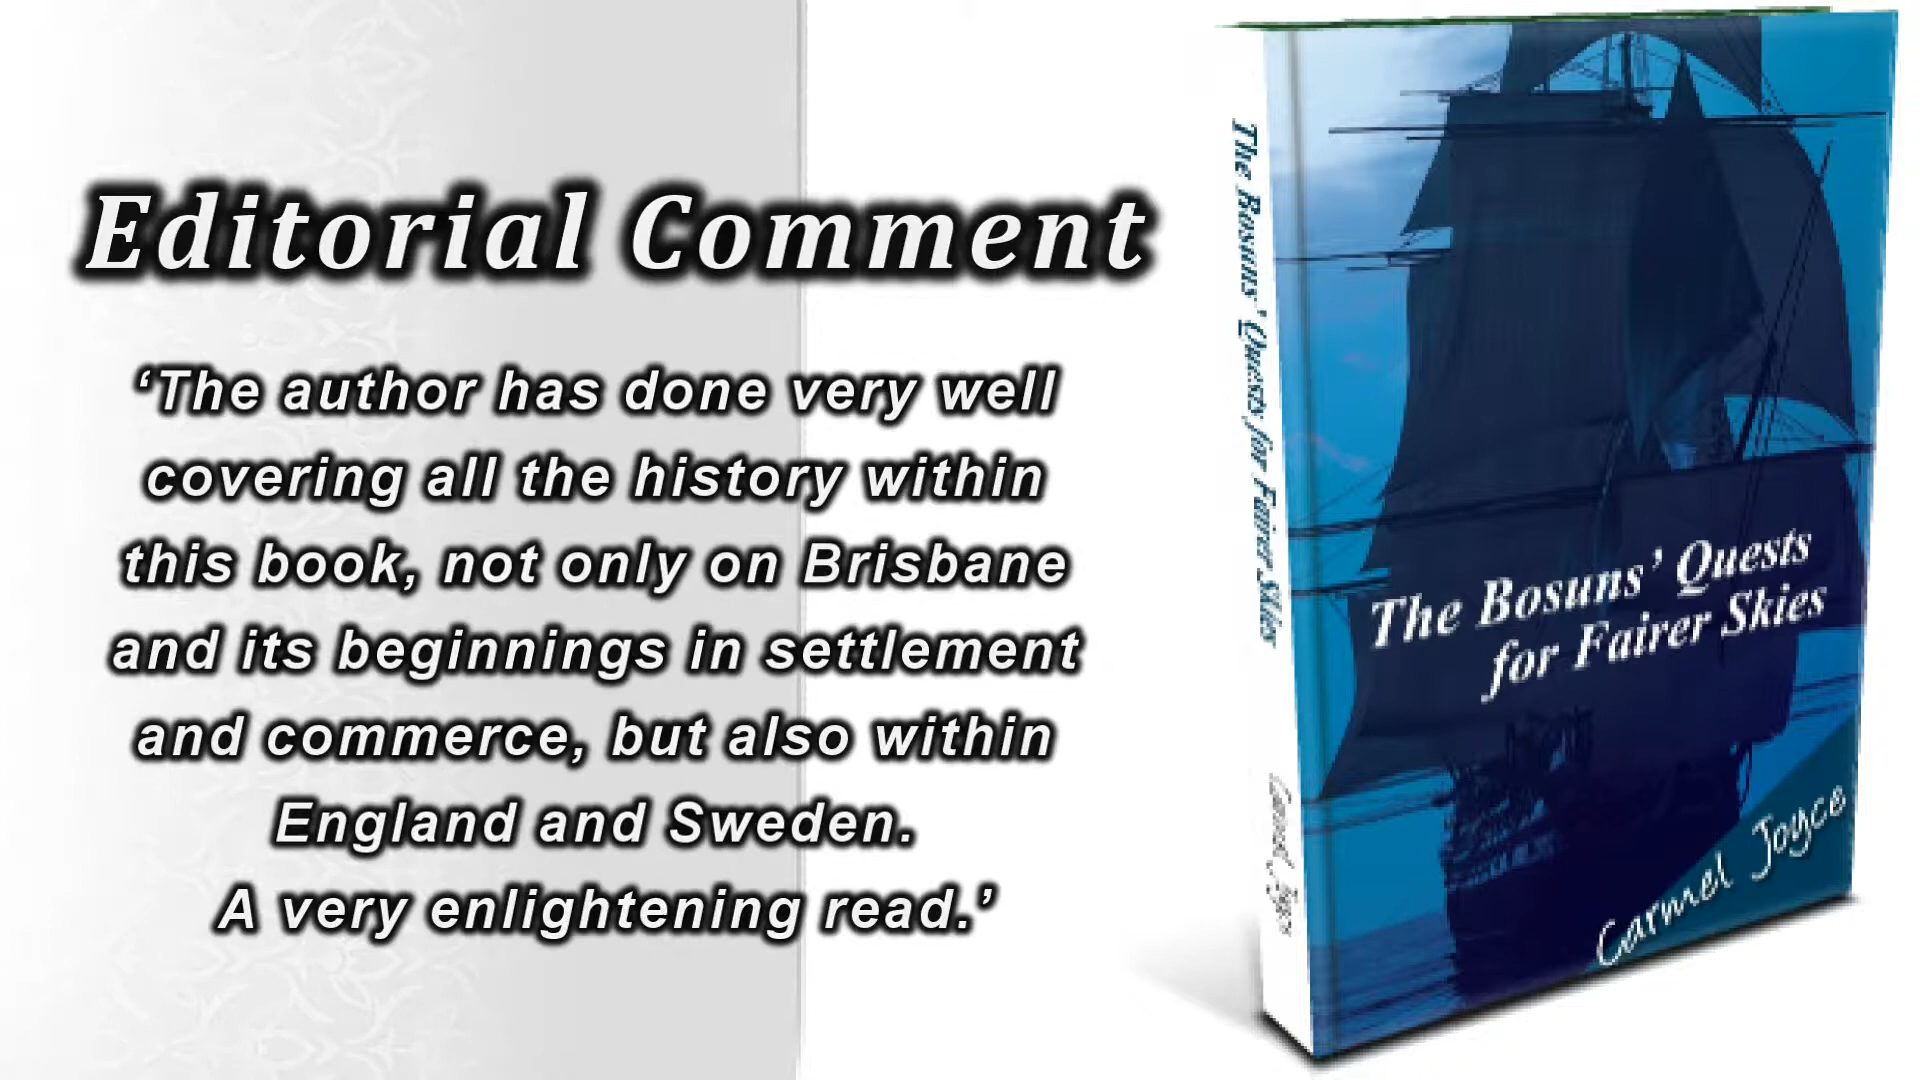 Editorial Comment
‘The author has done very well
covering all the history within
this book, not only on Brisbane
and its beginnings in settlement
and commerce, but also within
England and Sweden.
A very enlightening read.’
The Bosuns’ Quests for Fairer Skies
Carmel Joyce
The Bosuns’ Quests
for Fairer Skies
Carmel Joyce